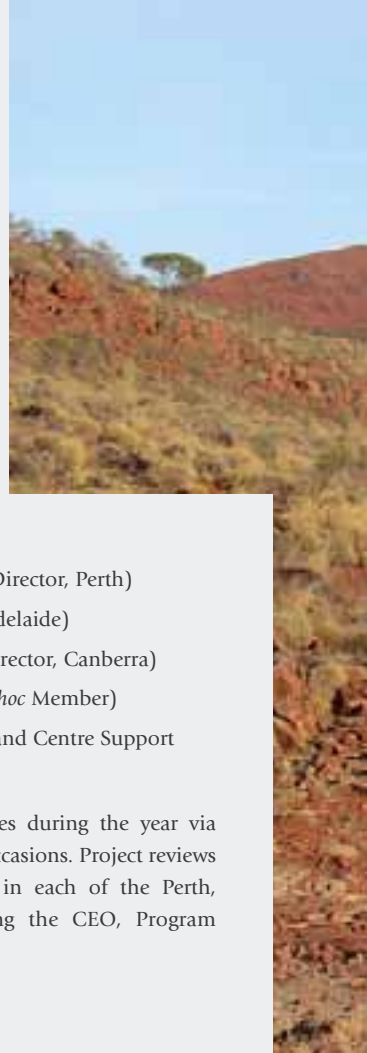 Director, Perth)
delaide)
rector, Canberra)
hoc Member)
and Centre Support
es during the year via
ccasions. Project reviews
in each of the Perth,
ng the CEO, Program